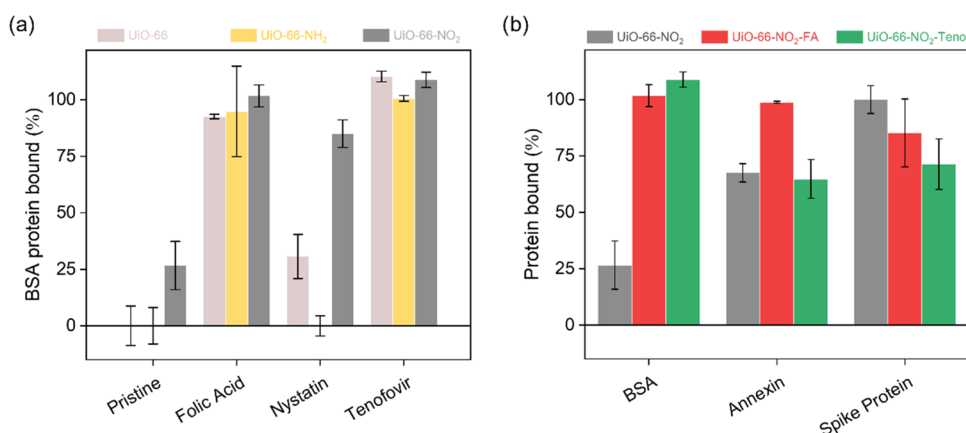 (a)
UiO-66 UiO-66-NH₂ UiO-66-NO₂
BSA protein bound (%)
100
75
50
25
0
Pristine Folic Acid Nystatin Tenofovir
(b)
UiO-66-NO₂ UiO-66-NO₂-FA UiO-66-NO₂-Teno
Protein bound (%)
100
75
50
25
0
BSA Annexin Spike Protein